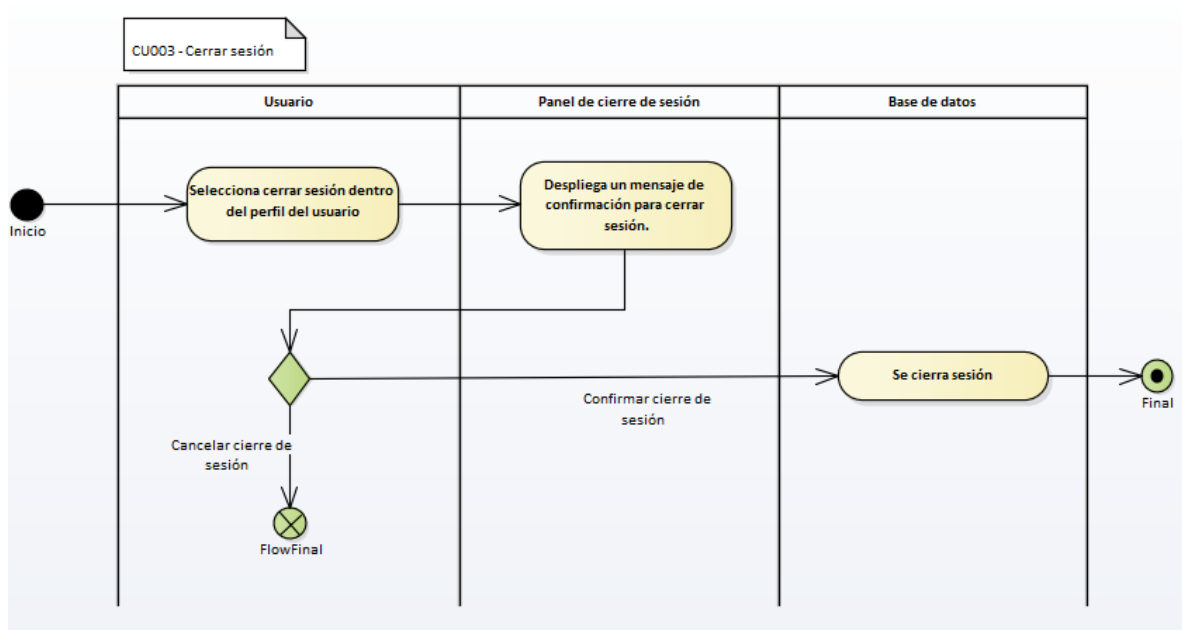 CU003 - Cerrar sesión
Usuario
Panel de cierre de sesión
Base de datos
Selecciona cerrar sesión dentro
del perfil del usuario
Despliega un mensaje de
confirmación para cerrar
sesión.
Inicio
Se cierra sesión
Final
Confirmar cierre de
sesión
Cancelar cierre de
sesión
FlowFinal